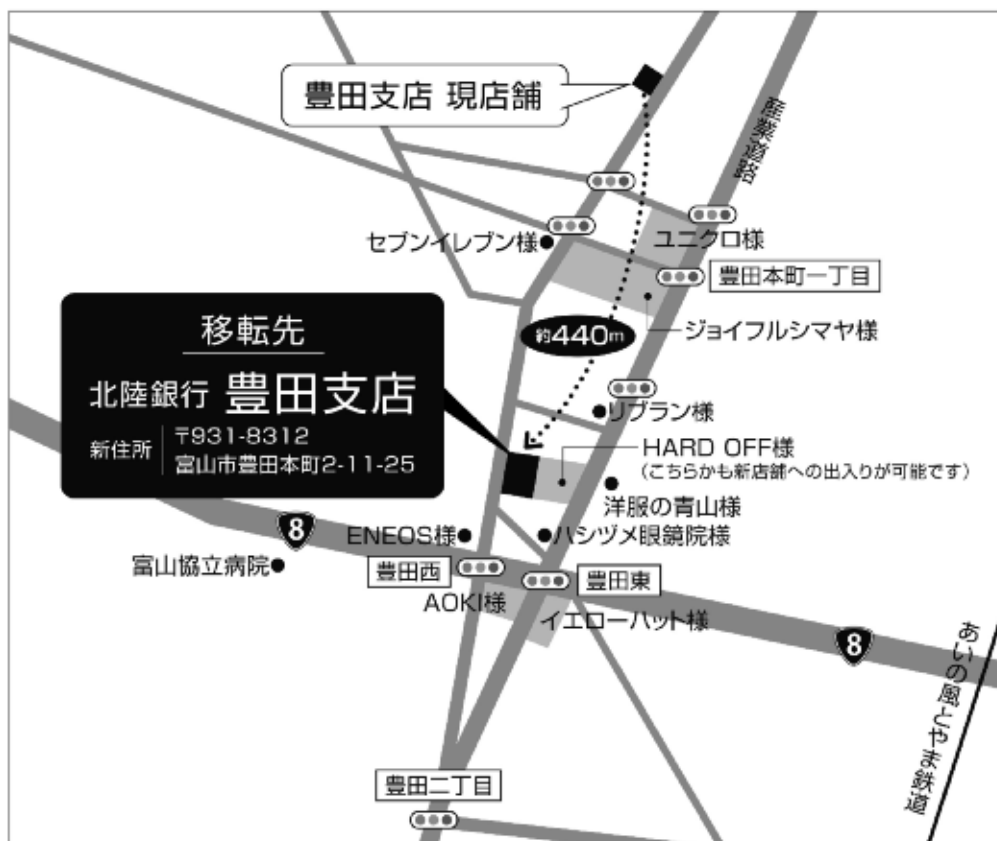 豊田支店 現店舗
産業道路
セブンイレブン様
ユニクロ様
豊田本町一丁目
ジョイフルシマヤ様
約440m
移転先
北陸銀行 豊田支店
新住所
〒931-8312
富山市豊田本町2-11-25
リブラン様
HARD OFF様
(こちらかも新店舗への出入りが可能です)
洋服の青山様
8
ENEOS様
ハシヅメ眼鏡院様
富山協立病院
豊田西
豊田東
AOKI様
イエローハット様
8
あいの風とやま鉄道
豊田二丁目